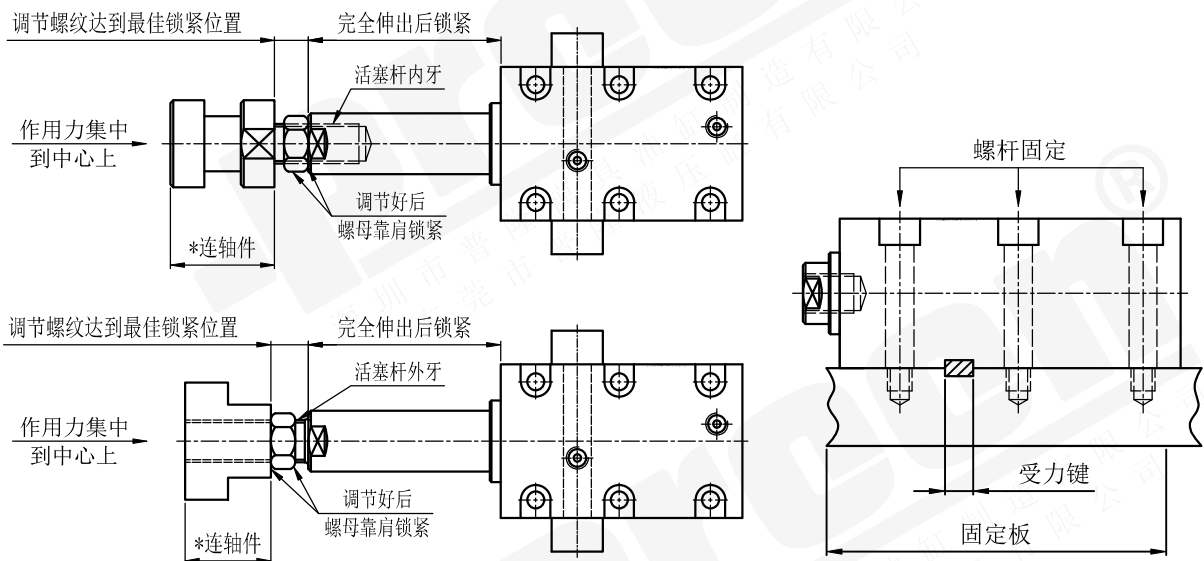 调节螺纹达到最佳锁紧位置
完全伸出后锁紧
活塞杆内牙
作用力集中
到中心上
调节好后
螺母靠肩锁紧
*连轴件
调节螺纹达到最佳锁紧位置
完全伸出后锁紧
活塞杆外牙
作用力集中
到中心上
调节好后
螺母靠肩锁紧
*连轴件
螺杆固定
受力键
固定板
®